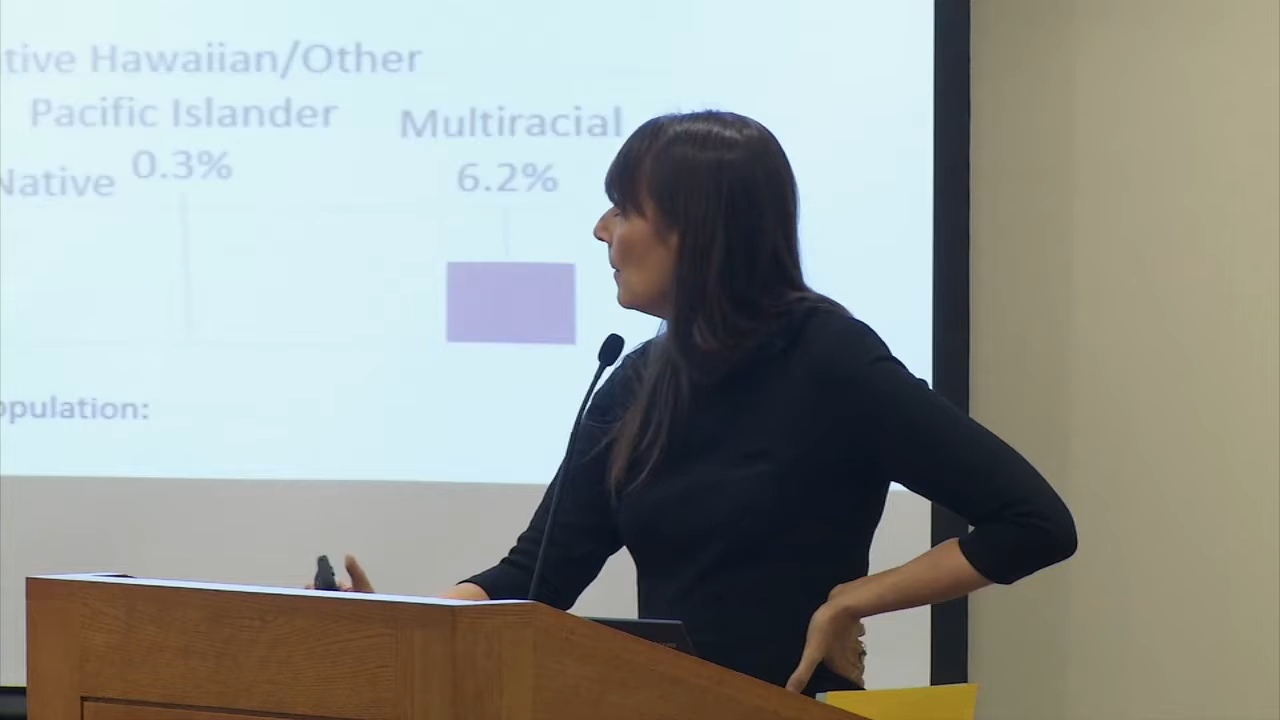 tive Hawaiian/Other
Pacific Islander
Multiracial
0.3%
Native
6.2%
opulation: